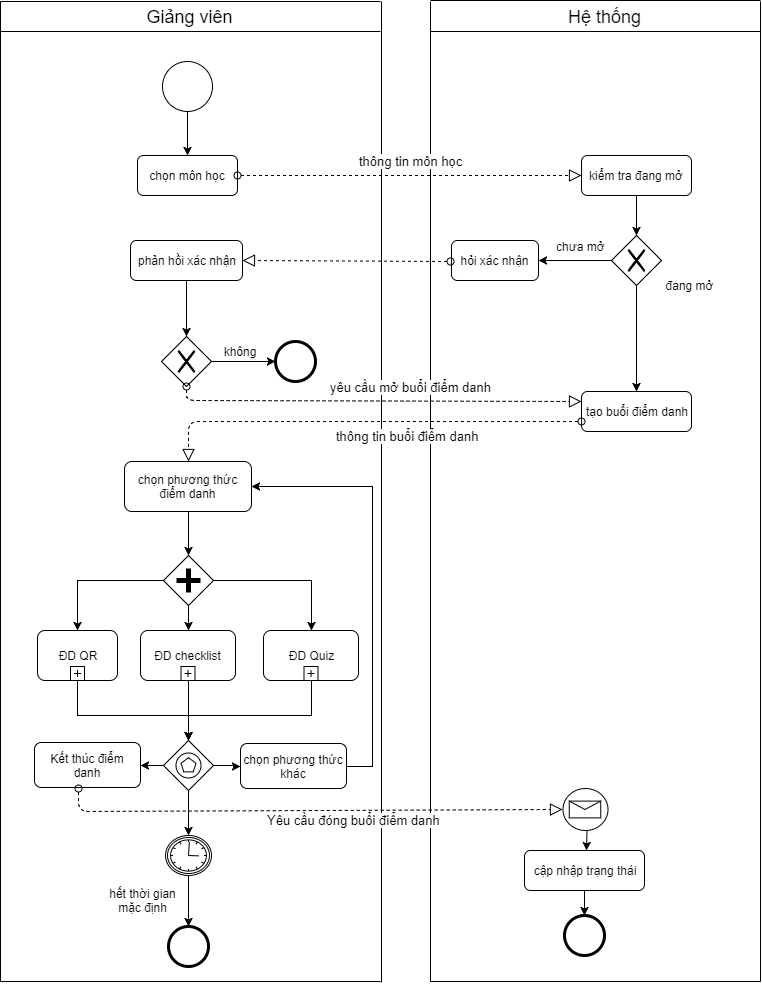 Giảng viên
Hệ thống
chọn môn học
thông tin môn học
kiểm tra đang mở
phản hồi xác nhận
hỏi xác nhận
chưa mở
đang mở
không
yêu cầu mở buổi điểm danh
tạo buổi điểm danh
thông tin buổi điểm danh
chọn phương thức
điểm danh
ĐD QR
ĐD checklist
ĐD Quiz
Kết thúc điểm
danh
chọn phương thức
khác
Yêu cầu đóng buổi điểm danh
cập nhập trạng thái
hết thời gian
mặc định